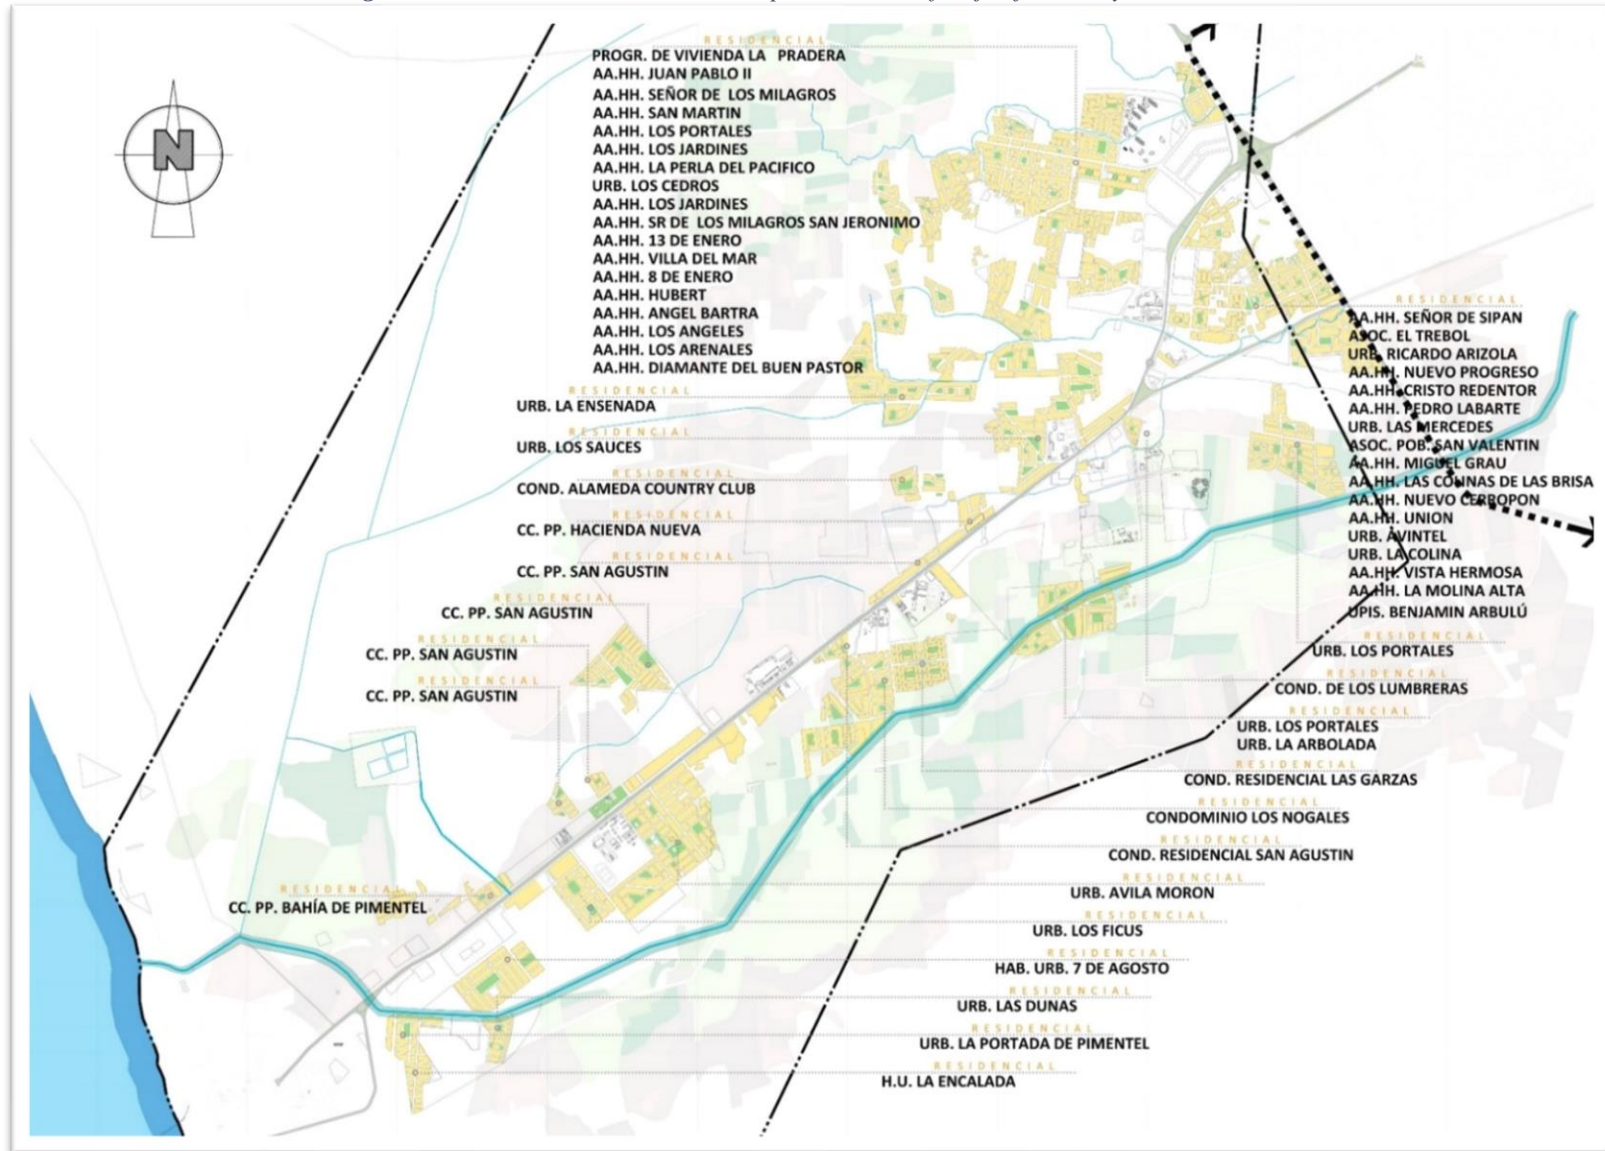 N
RESIDENCIAL
PROGR. DE VIVIENDA LA PRADERA
AA.HH. JUAN PABLO II
AA.HH. SEÑOR DE LOS MILAGROS
AA.HH. SAN MARTIN
AA.HH. LOS PORTALES
AA.HH. LOS JARDINES
AA.HH. LA PERLA DEL PACIFICO
URB. LOS CEDROS
AA.HH. LOS JARDINES
AA.HH. SR DE LOS MILAGROS SAN JERONIMO
AA.HH. 13 DE ENERO
AA.HH. VILLA DEL MAR
AA.HH. 8 DE ENERO
AA.HH. HUBERT
AA.HH. ANGEL BARTRA
AA.HH. LOS ANGELES
AA.HH. LOS ARENALES
AA.HH. DIAMANTE DEL BUEN PASTOR
RESIDENCIAL
URB. LA ENSENADA
RESIDENCIAL
URB. LOS SAUCES
RESIDENCIAL
COND. ALAMEDA COUNTRY CLUB
RESIDENCIAL
CC. PP. HACIENDA NUEVA
RESIDENCIAL
CC. PP. SAN AGUSTIN
RESIDENCIAL
CC. PP. SAN AGUSTIN
RESIDENCIAL
CC. PP. SAN AGUSTIN
RESIDENCIAL
CC. PP. SAN AGUSTIN
RESIDENCIAL
CC. PP. BAHÍA DE PIMENTEL
RESIDENCIAL
AA.HH. SEÑOR DE SIPAN
ASOC. EL TREBOL
URB. RICARDO ARIZOLA
AA.HH. NUEVO PROGRESO
AA.HH. CRISTO REDENTOR
AA.HH. PEDRO LABARTE
URB. LAS MERCEDES
ASOC. POB. SAN VALENTIN
AA.HH. MIGUEL GRAU
AA.HH. LAS COLINAS DE LAS BRISA
AA.HH. NUEVO CERROPON
AA.HH. UNION
URB. AVINTEL
URB. LA COLINA
AA.HH. VISTA HERMOSA
AA.HH. LA MOLINA ALTA
UPIS. BENJAMIN ARBULÚ
RESIDENCIAL
URB. LOS PORTALES
RESIDENCIAL
COND. DE LOS LUMBRERAS
RESIDENCIAL
URB. LOS PORTALES
URB. LA ARBOLADA
RESIDENCIAL
COND. RESIDENCIAL LAS GARZAS
RESIDENCIAL
CONDOMINIO LOS NOGALES
RESIDENCIAL
COND. RESIDENCIAL SAN AGUSTIN
RESIDENCIAL
URB. AVILA MORON
RESIDENCIAL
URB. LOS FICUS
RESIDENCIAL
HAB. URB. 7 DE AGOSTO
RESIDENCIAL
URB. LAS DUNAS
RESIDENCIAL
URB. LA PORTADA DE PIMENTEL
RESIDENCIAL
H.U. LA ENCALADA